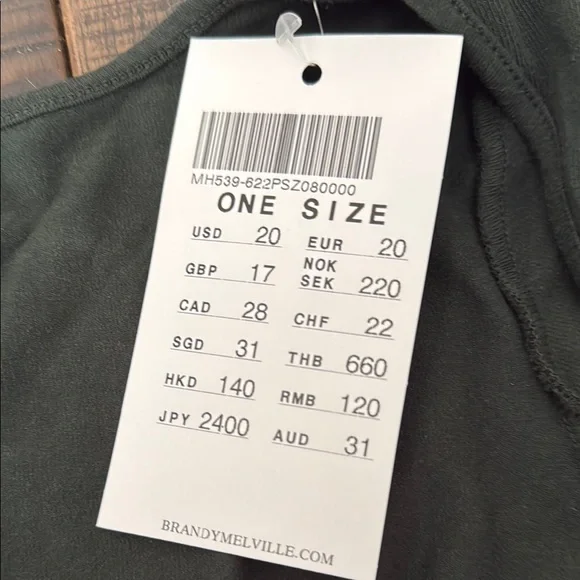 MH539-622PSZ080000
ONE SIZE
USD 20 EUR 20
GBP 17 NOK SEK 220
CAD 28 CHF 22
SGD 31 THB 660
HKD 140 RMB 120
JPY 2400 AUD 31
BRANDYMELVILLE.COM